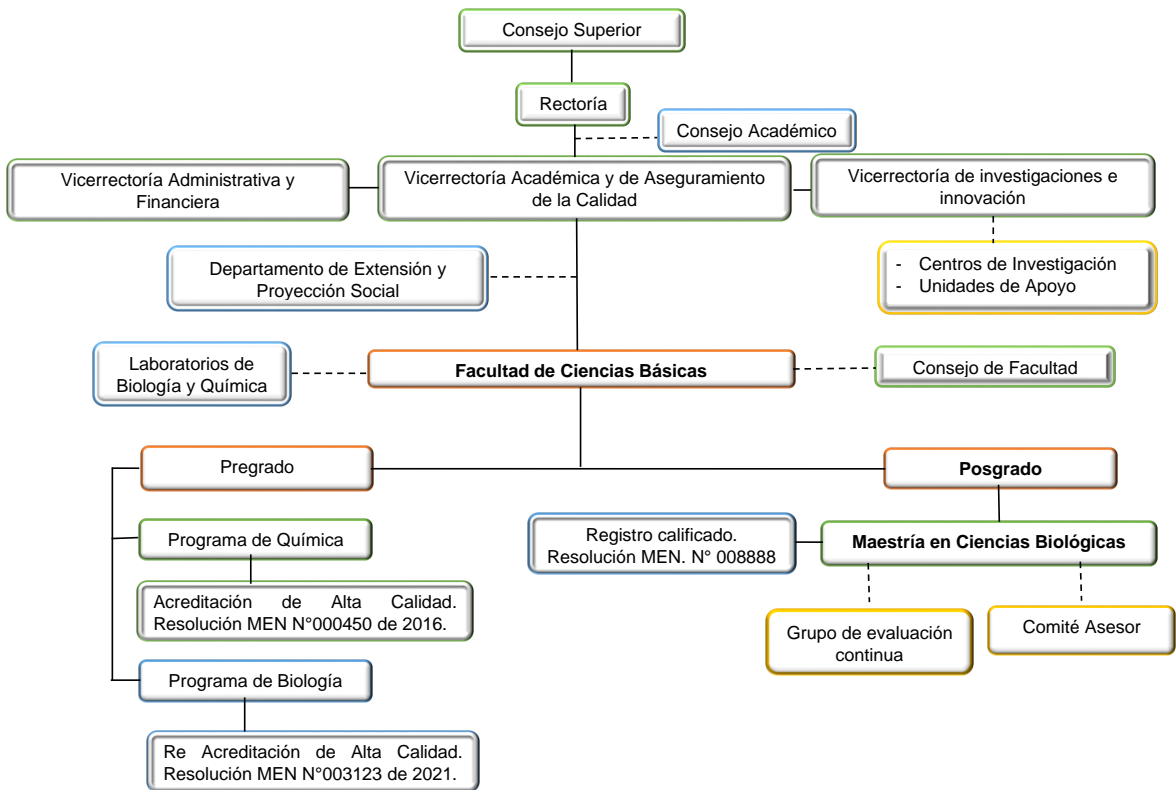 Consejo Superior
Rectoría
Consejo Académico
Vicerrectoría Administrativa y
Financiera
Vicerrectoría Académica y de Aseguramiento
de la Calidad
Vicerrectoría de investigaciones e
innovación
Departamento de Extensión y
Proyección Social
- Centros de Investigación
- Unidades de Apoyo
Laboratorios de
Biología y Química
Facultad de Ciencias Básicas
Consejo de Facultad
Pregrado
Posgrado
Programa de Química
Registro calificado.
Resolución MEN. N° 008888
Maestría en Ciencias Biológicas
Acreditación de Alta Calidad.
Resolución MEN N°000450 de 2016.
Grupo de evaluación
continua
Comité Asesor
Programa de Biología
Re Acreditación de Alta Calidad.
Resolución MEN N°003123 de 2021.